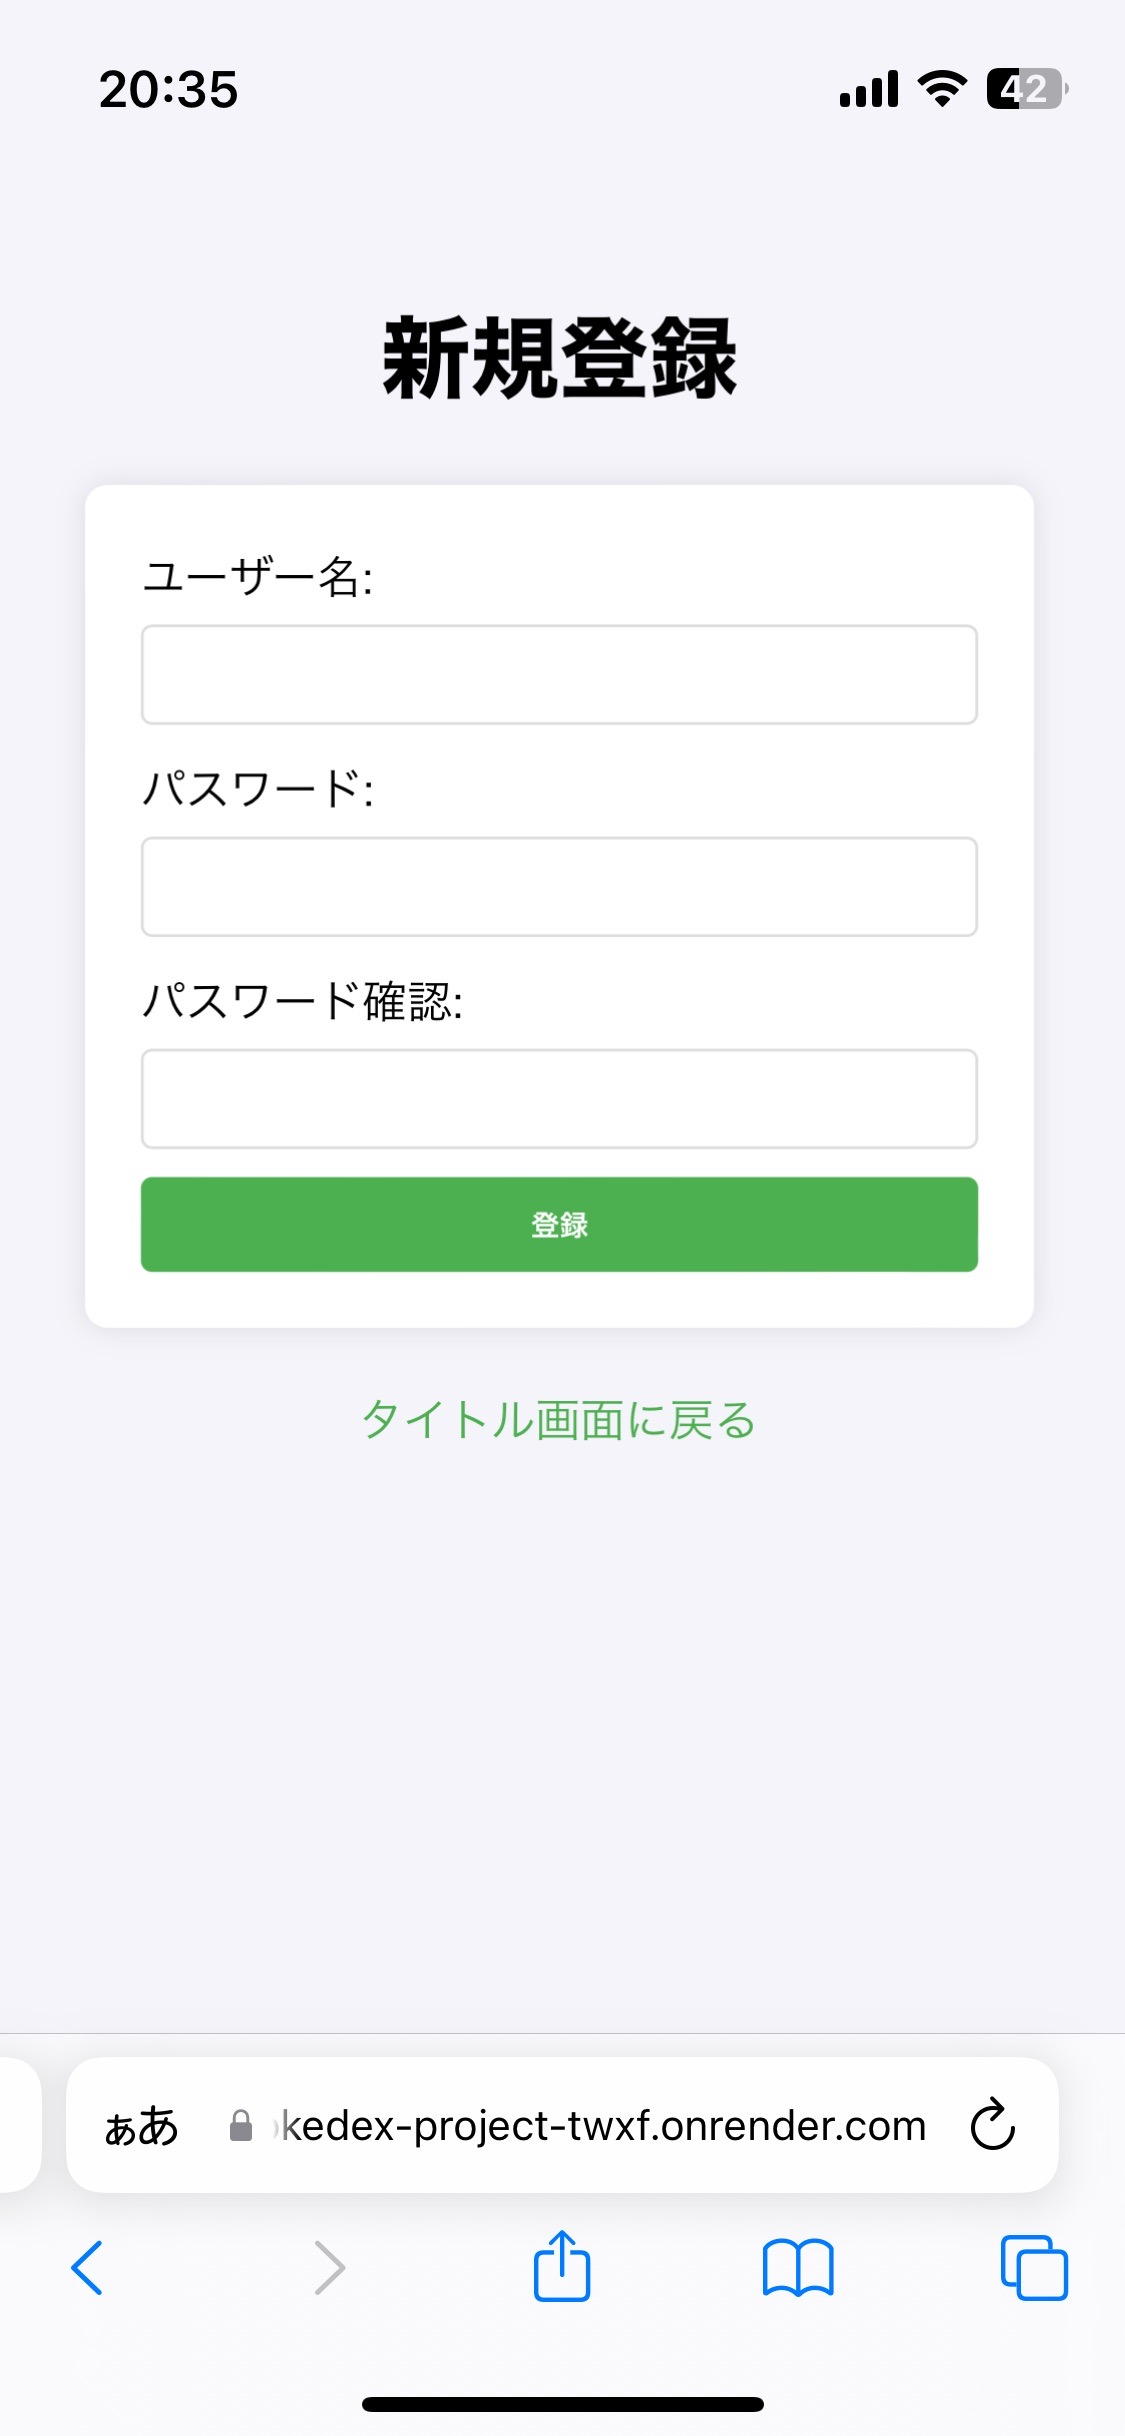 20:35
42
新規登録
ユーザー名:
パスワード:
パスワード確認:
登録
タイトル画面に戻る
ぁあ
kedex-project-twxf.onrender.com